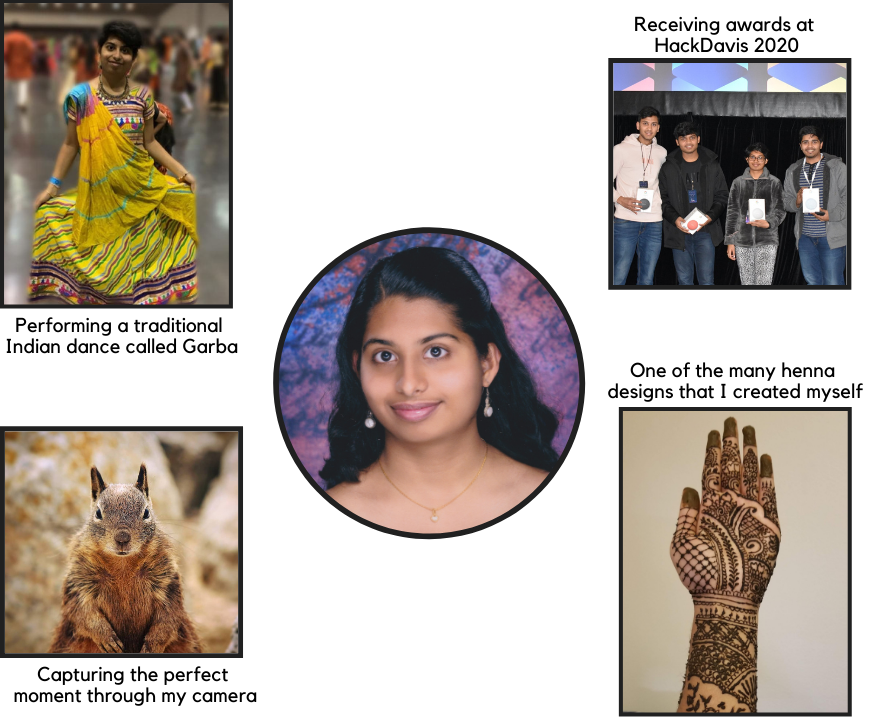 Receiving awards at
HackDavis 2020
Performing a traditional
Indian dance called Garba
One of the many henna
designs that I created myself
Capturing the perfect
moment through my camera